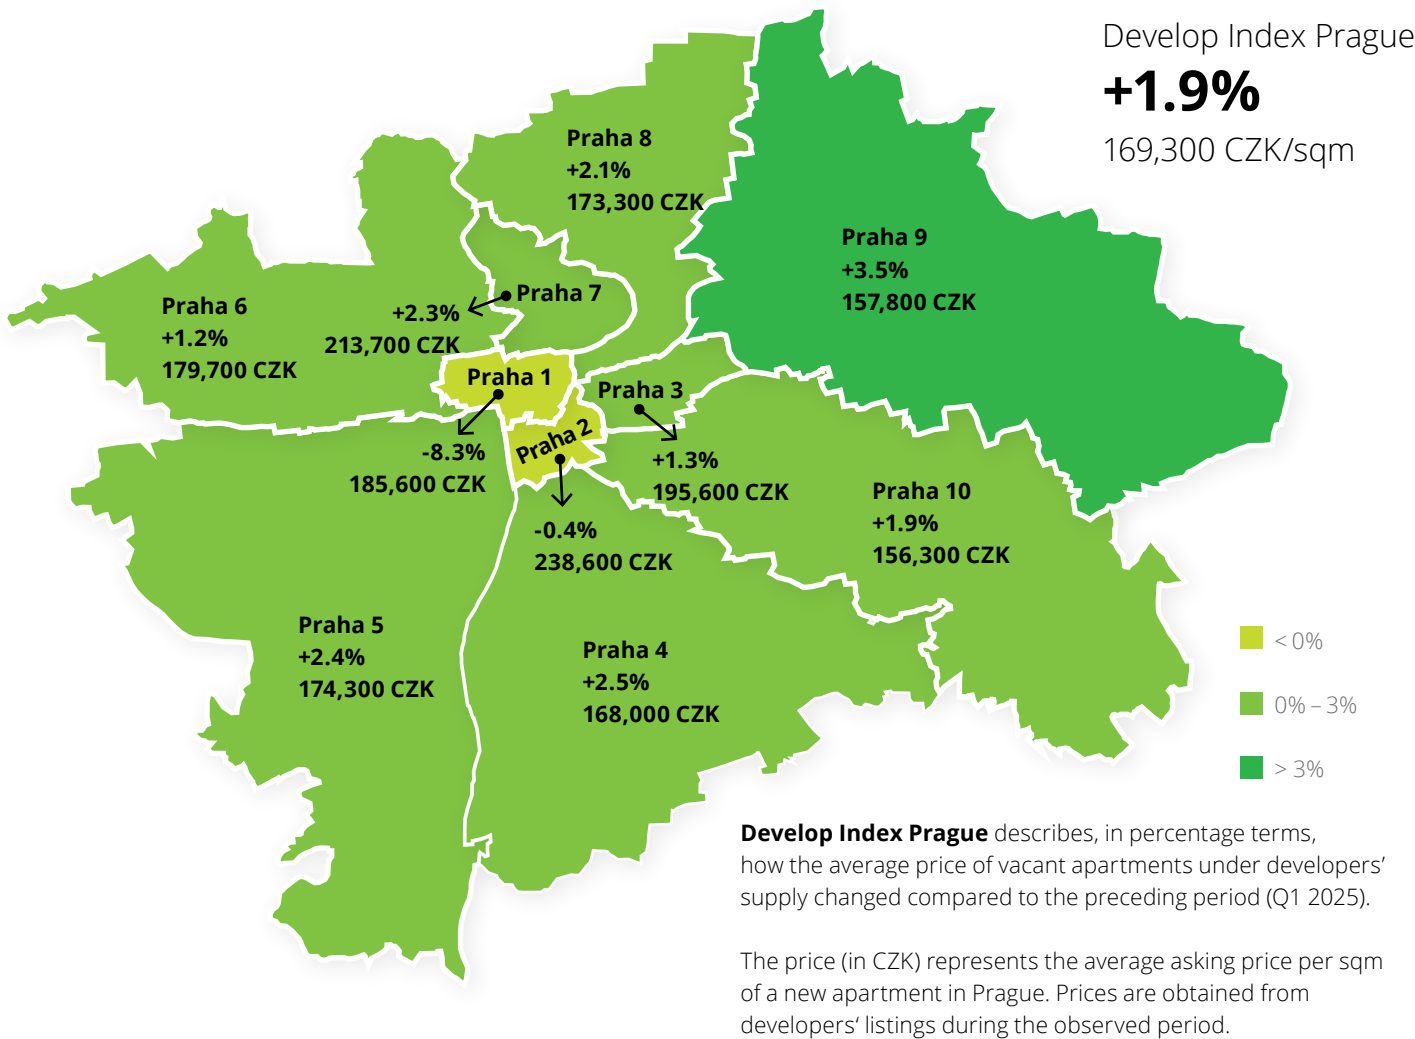 Develop Index Prague
+1.9%
169,300 CZK/sqm
Praha 8
+2.1%
173,300 CZK
Praha 9
+3.5%
157,800 CZK
Praha 7
+2.3%
213,700 CZK
Praha 6
+1.2%
179,700 CZK
Praha 1
-8.3%
185,600 CZK
Praha 3
+1.3%
195,600 CZK
Praha 2
-0.4%
238,600 CZK
Praha 10
+1.9%
156,300 CZK
Praha 5
+2.4%
174,300 CZK
Praha 4
+2.5%
168,000 CZK
< 0%
0% – 3%
> 3%
Develop Index Prague describes, in percentage terms,
how the average price of vacant apartments under developers’
supply changed compared to the preceding period (Q1 2025).
The price (in CZK) represents the average asking price per sqm
of a new apartment in Prague. Prices are obtained from
developers‘ listings during the observed period.